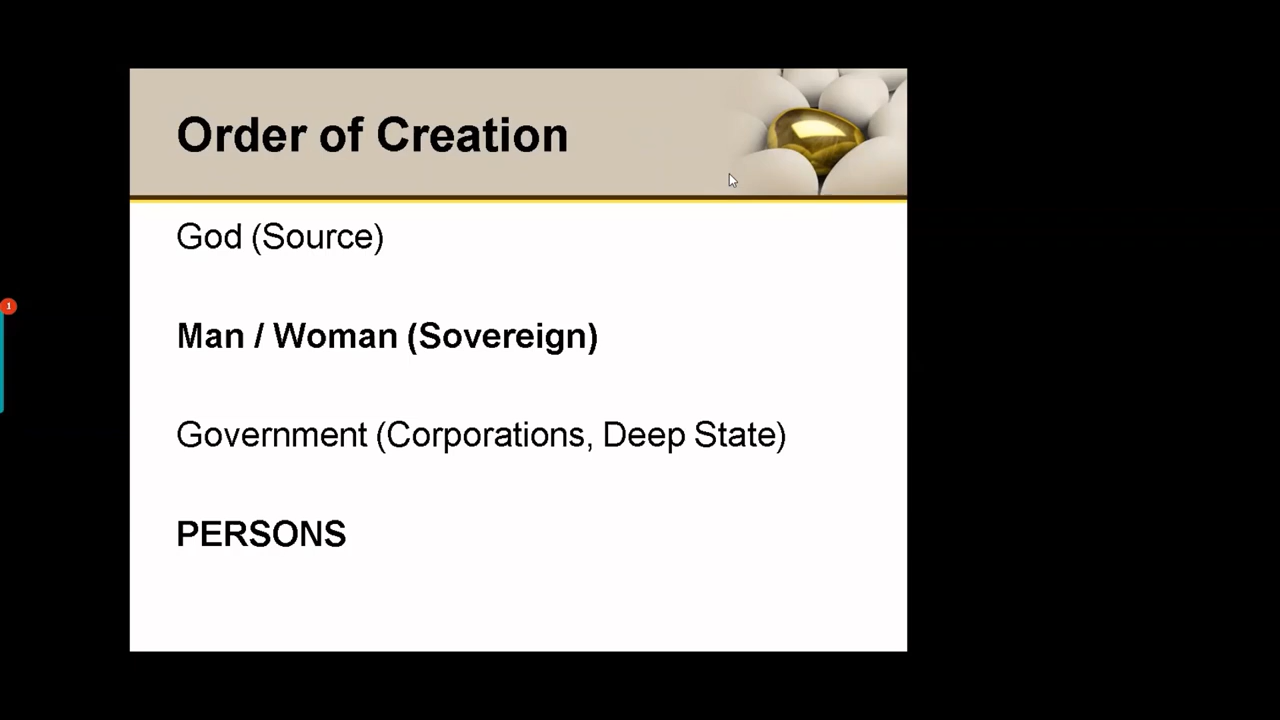 Order of Creation
God (Source)
Man / Woman (Sovereign)
Government (Corporations, Deep State)
PERSONS
1